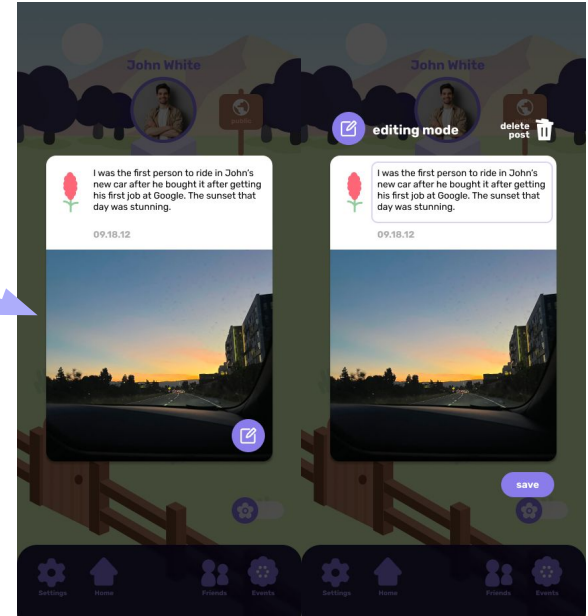 John White
public
I was the first person to ride in John's
new car after he bought it after getting
his first job at Google. The sunset that
day was stunning.
09.18.12
Settings
Home
Friends
Events
John White
public
editing mode
delete
post
I was the first person to ride in John's
new car after he bought it after getting
his first job at Google. The sunset that
day was stunning.
09.18.12
save
Settings
Home
Friends
Events